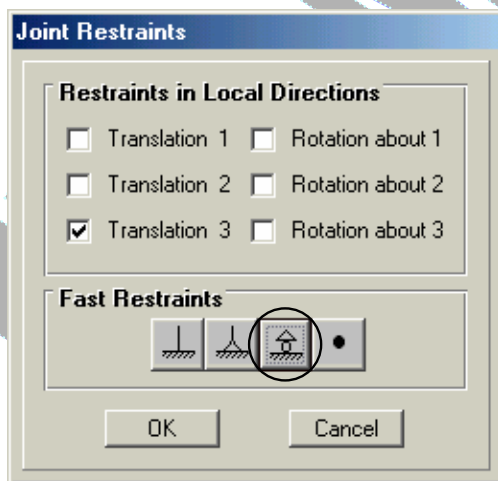 Joint Restraints
Restraints in Local Directions
Translation 1 Rotation about 1
Translation 2 Rotation about 2
Translation 3 Rotation about 3
Fast Restraints
OK Cancel